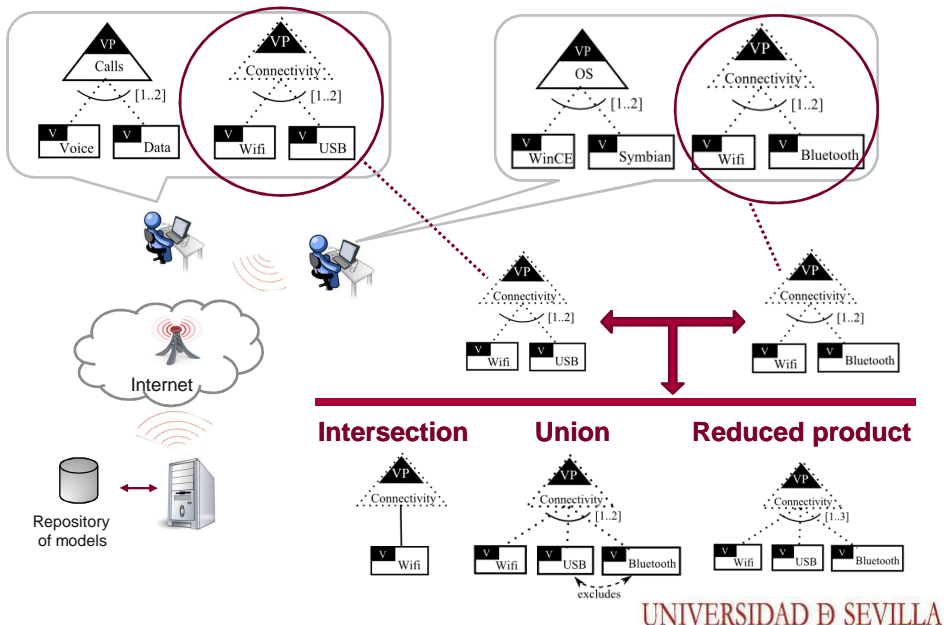 VP
Calls
[1..2]
V
Voice
V
Data
VP
Connectivity
[1..2]
V
Wifi
V
USB
VP
OS
[1..2]
V
WinCE
V
Symbian
VP
Connectivity
[1..2]
V
Wifi
V
Bluetooth
VP
Connectivity
[1..2]
V
Wifi
V
USB
VP
Connectivity
[1..2]
V
Wifi
V
Bluetooth
Internet
Repository
of models
Intersection
VP
Connectivity
V
Wifi
Union
VP
Connectivity
[1..2]
V
Wifi
V
USB
V
Bluetooth
excludes
Reduced product
VP
Connectivity
[1..3]
V
Wifi
V
USB
V
Bluetooth
UNIVERSIDAD Ð SEVILLA